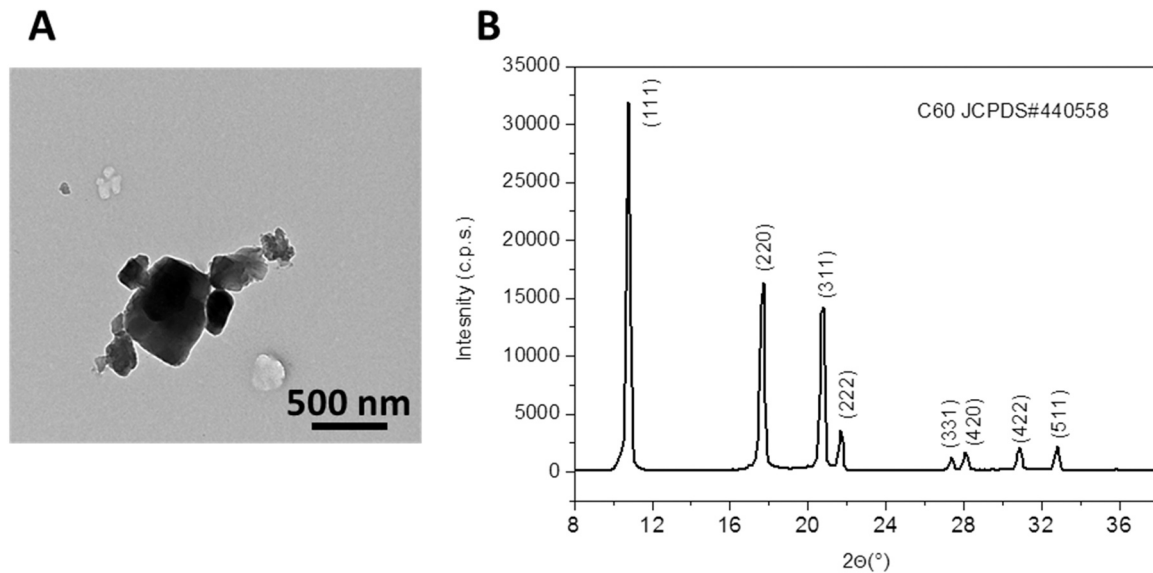 A
500 nm
B
35000
30000
25000
20000
15000
10000
5000
0
Intesnity (c.p.s.)
C60 JCPDS#440558
(111)
(220)
(311)
(222)
(331)
(420)
(422)
(511)
8 12 16 20 24 28 32 36
2Θ(°)